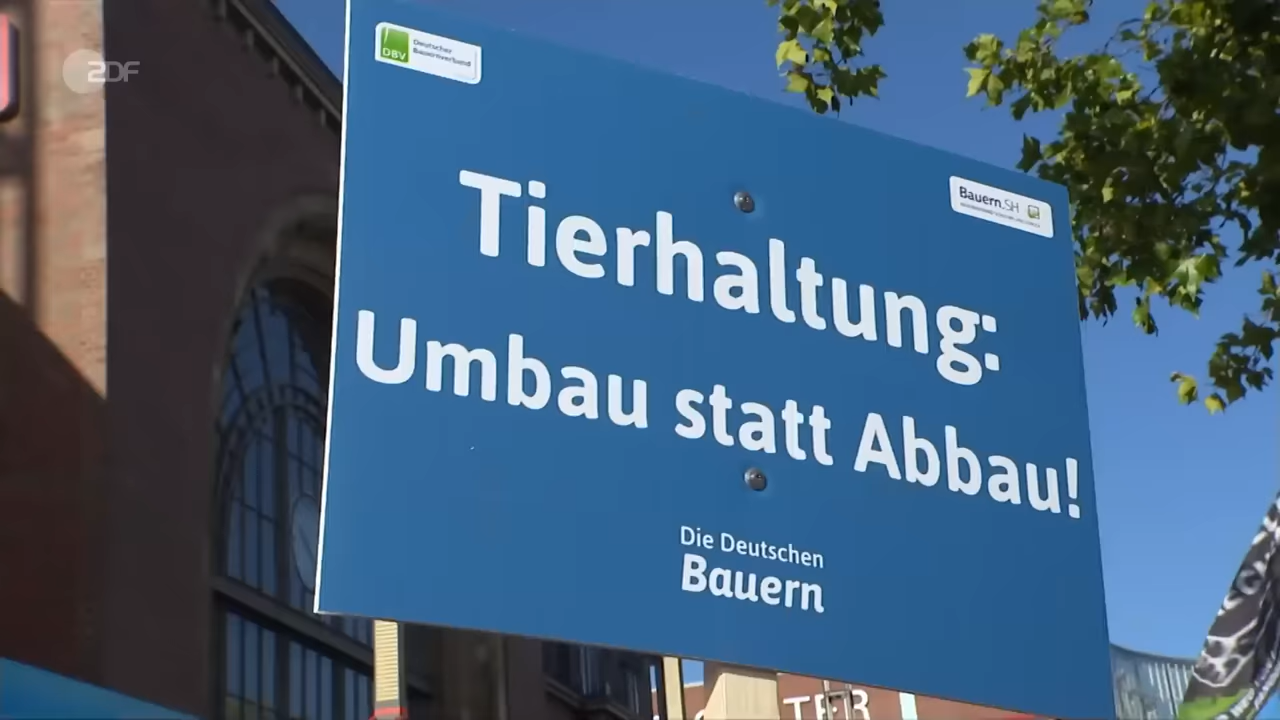 ZDF
DBV
Deutscher
Bauernverband
Bauern.SH
Tierhaltung:
Umbau statt Abbau!
Die Deutschen
Bauern